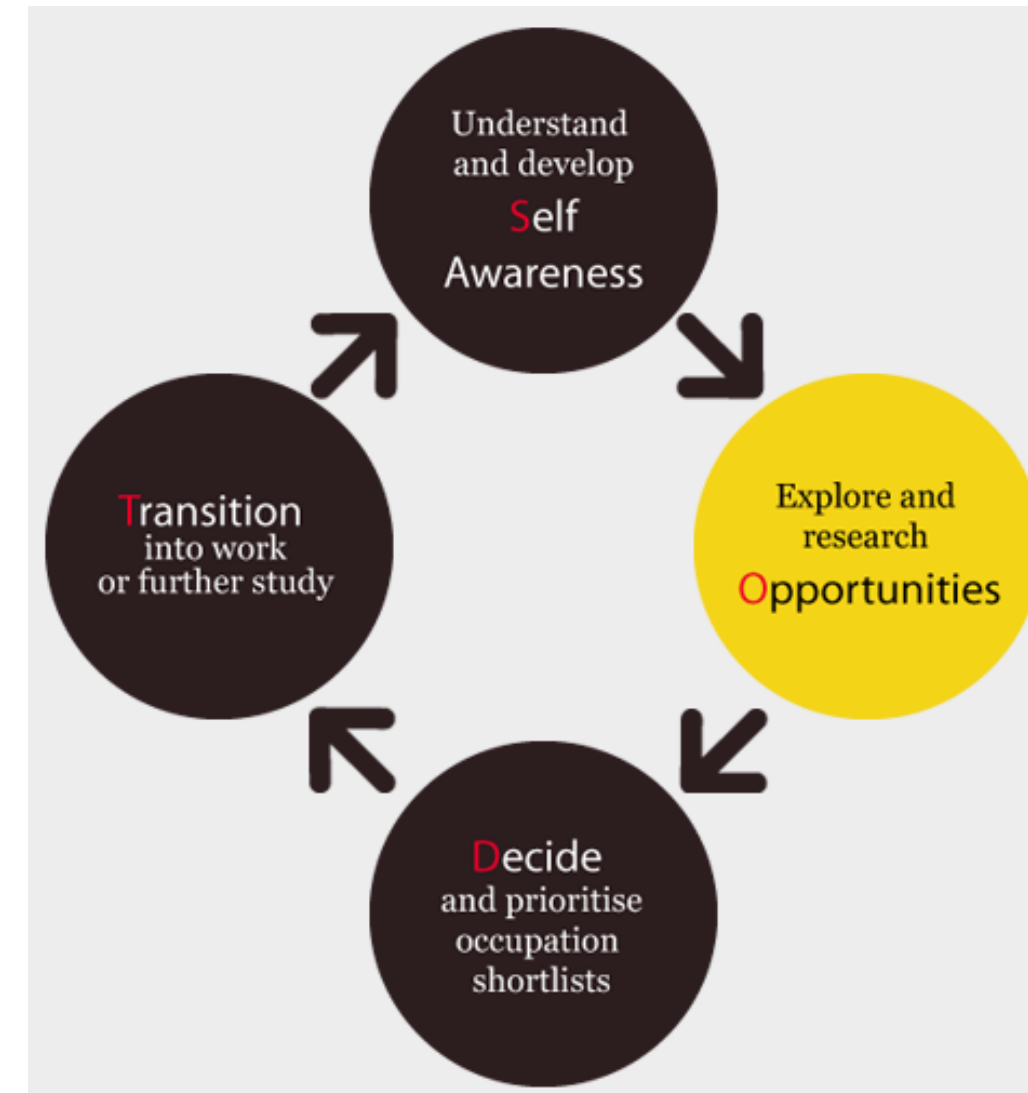 Understand
and develop
Self
Awareness
Explore and
research
Opportunities
Decide
and prioritise
occupation
shortlists
Transition
into work
or further study